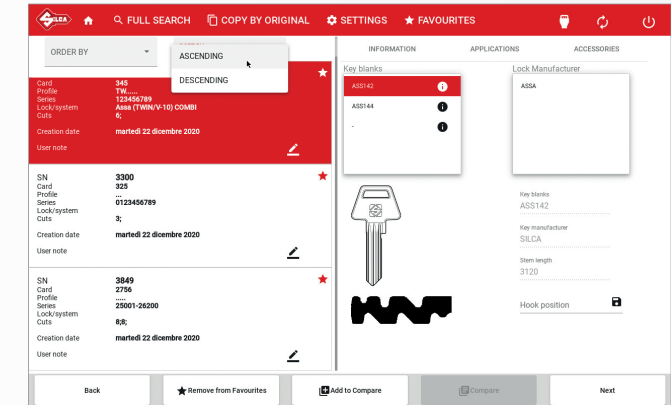 SILCA
FULL SEARCH
COPY BY ORIGINAL
SETTINGS
FAVOURITES
ORDER BY
ASCENDING
DESCENDING
Card 345
Profile TW......
Series 123456789
Lock/system Assa (TWIN/V-10) COMBI
Cuts 6;
Creation date martedì 22 dicembre 2020
User note
SN 3300
Card 325
Profile ...
Series 0123456789
Lock/system
Cuts 3;
Creation date martedì 22 dicembre 2020
User note
SN 3849
Card 2756
Profile .....
Series 25001-26200
Lock/system
Cuts 8;8;
Creation date martedì 22 dicembre 2020
User note
INFORMATION
APPLICATIONS
ACCESSORIES
Key blanks
ASS142
ASS144
-
Lock Manufacturer
ASSA
Key blanks
ASS142
Key manufacturer
SILCA
Stem length
3120
Hook position
Back
Remove from Favourites
Add to Compare
Compare
Next